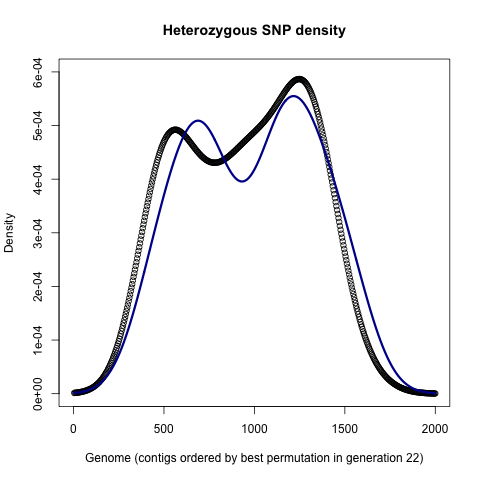 Heterozygous SNP density
Density
6e-04
5e-04
4e-04
3e-04
2e-04
1e-04
0e+00
0 500 1000 1500 2000
Genome (contigs ordered by best permutation in generation 22)